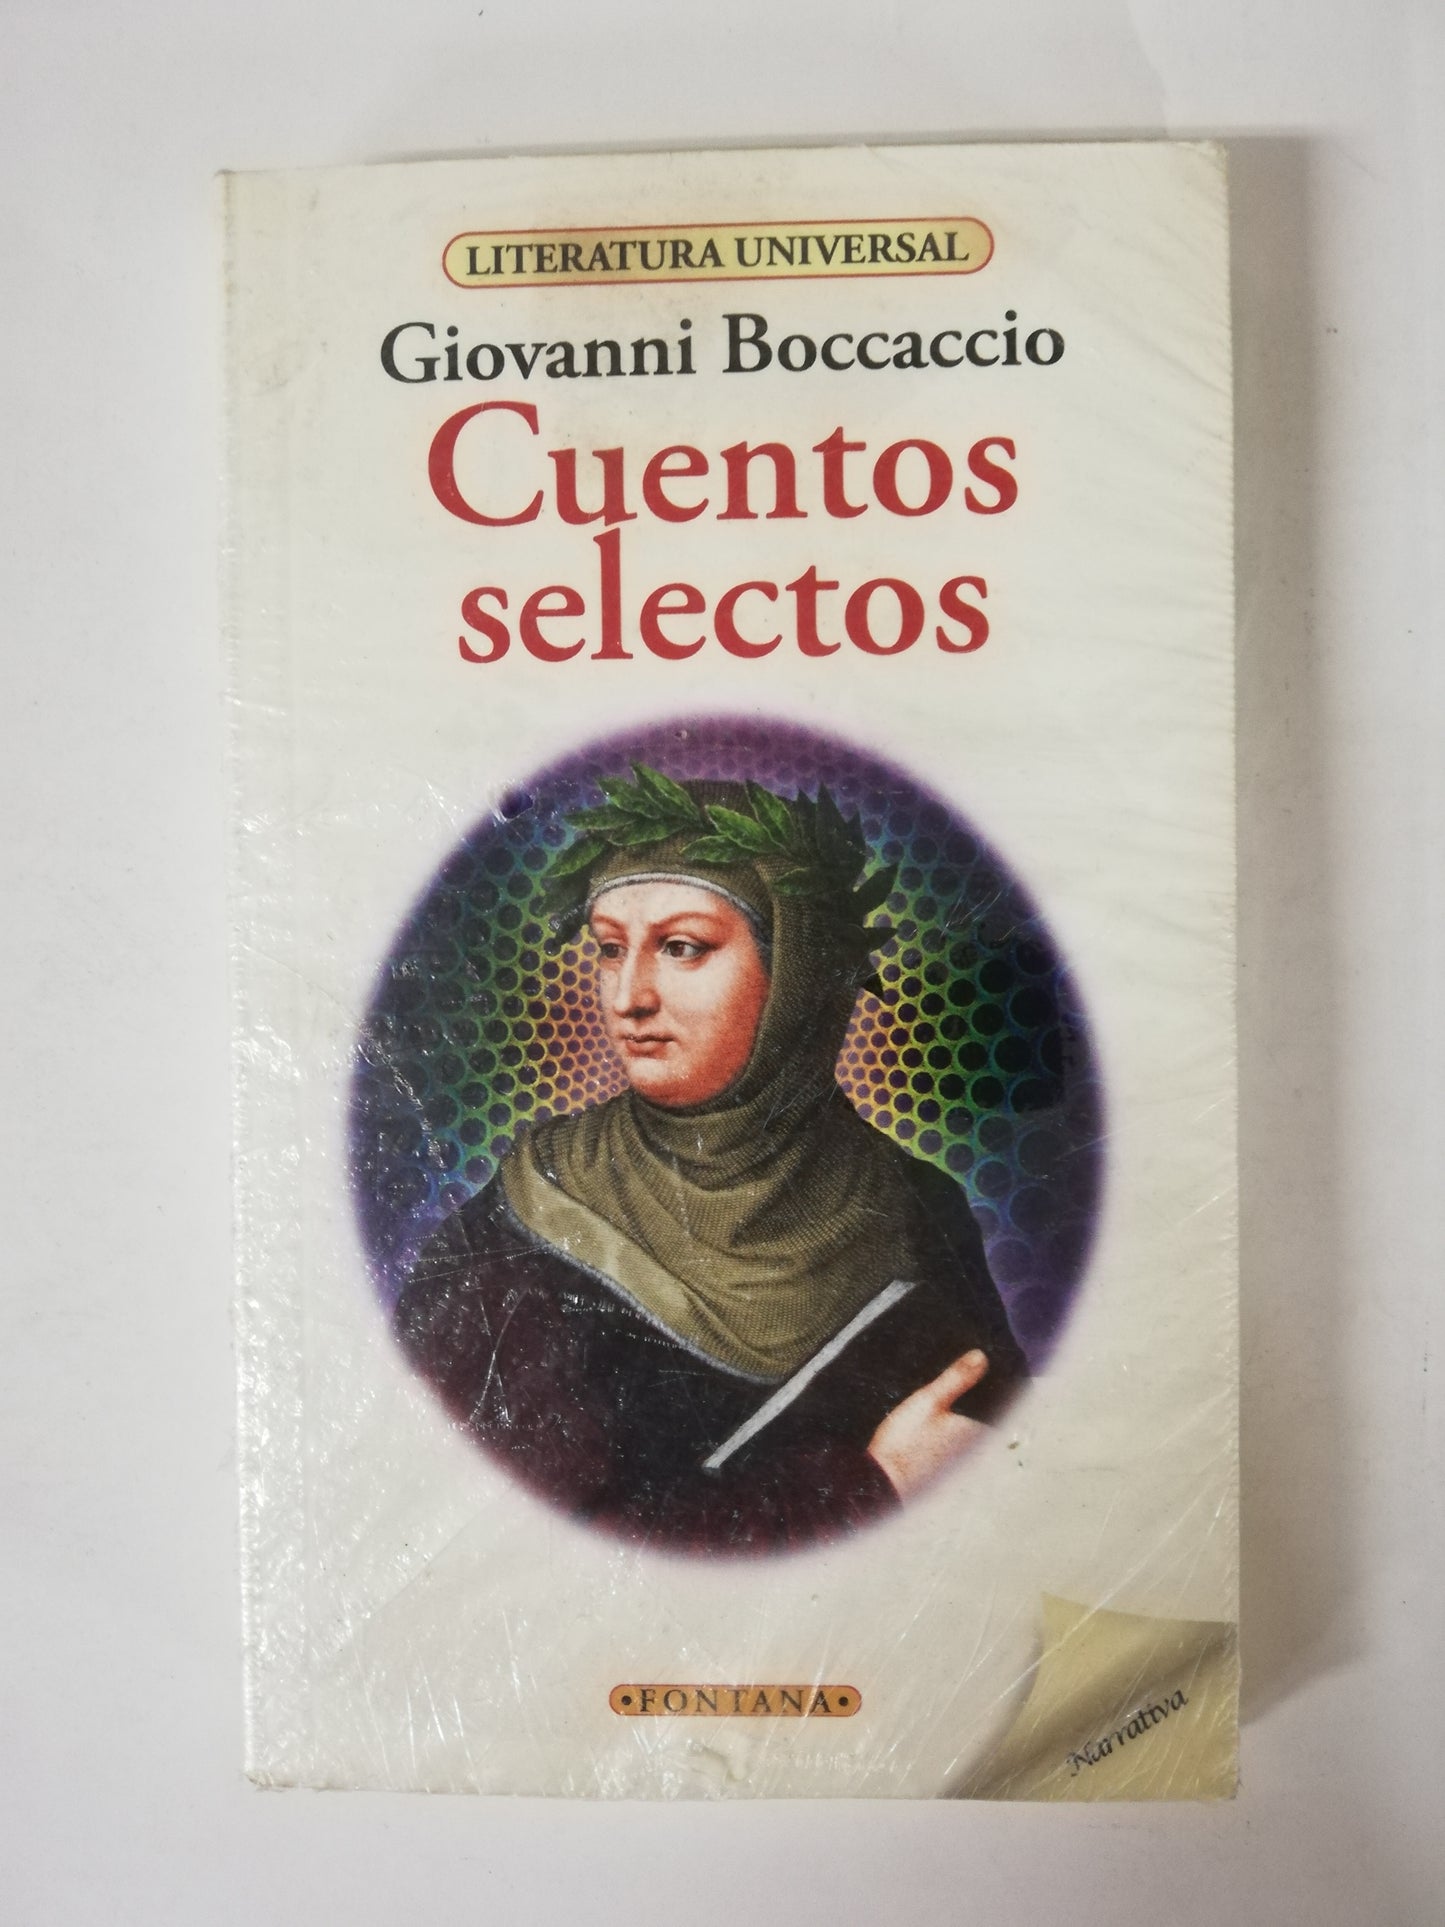 LITERATURA UNIVERSAL
Giovanni Boccaccio
Cuentos
selectos
•FONTANA•
Narrativa